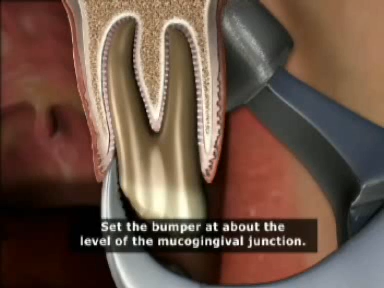 Set the bumper at about the
level of the mucogingival junction.